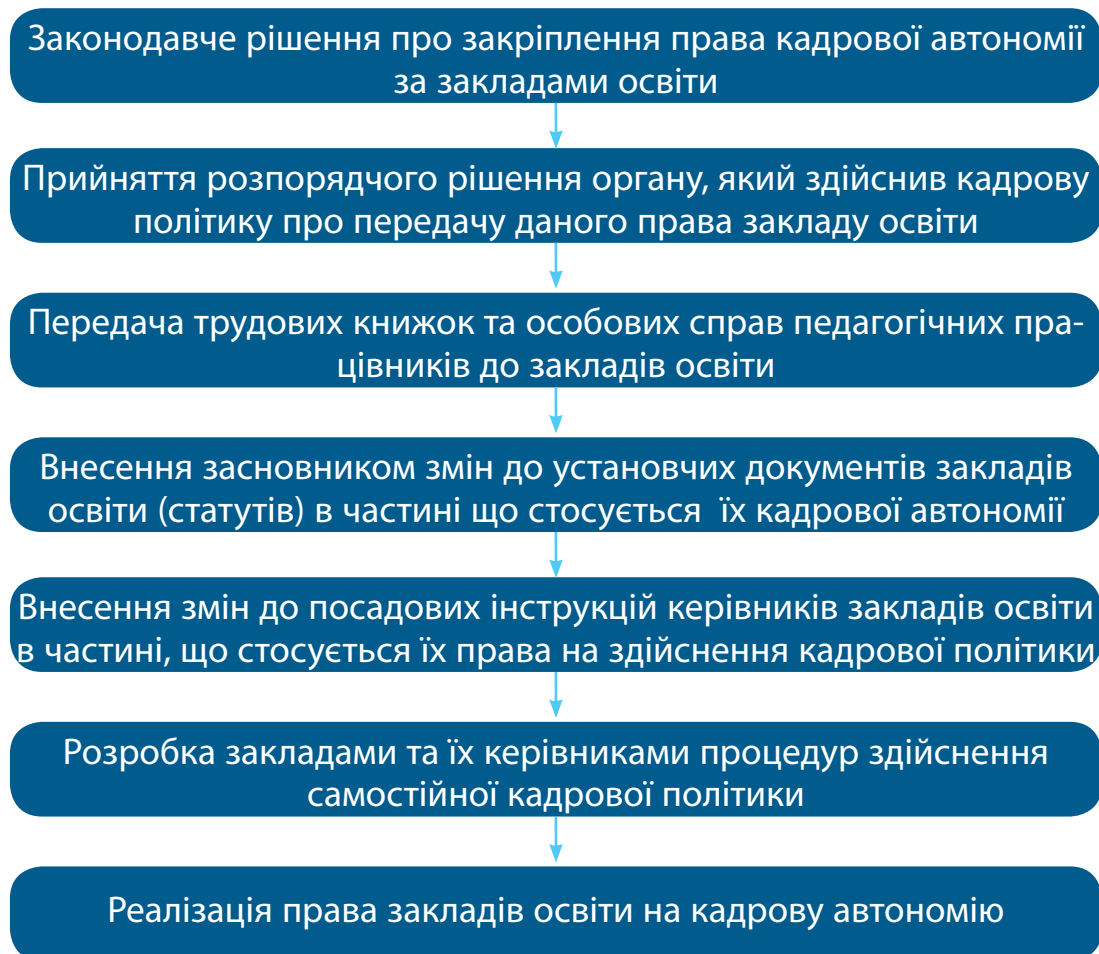 Законодавче рішення про закріплення права кадрової автономії
за закладами освіти
Прийняття розпорядчого рішення органу, який здійснив кадрову
політику про передачу даного права закладу освіти
Передача трудових книжок та особових справ педагогічних пра-
цівників до закладів освіти
Внесення засновником змін до установчих документів закладів
освіти (статутів) в частині що стосується їх кадрової автономії
Внесення змін до посадових інструкцій керівників закладів освіти
в частині, що стосується їх права на здійснення кадрової політики
Розробка закладами та їх керівниками процедур здійснення
самостійної кадрової політики
Реалізація права закладів освіти на кадрову автономію